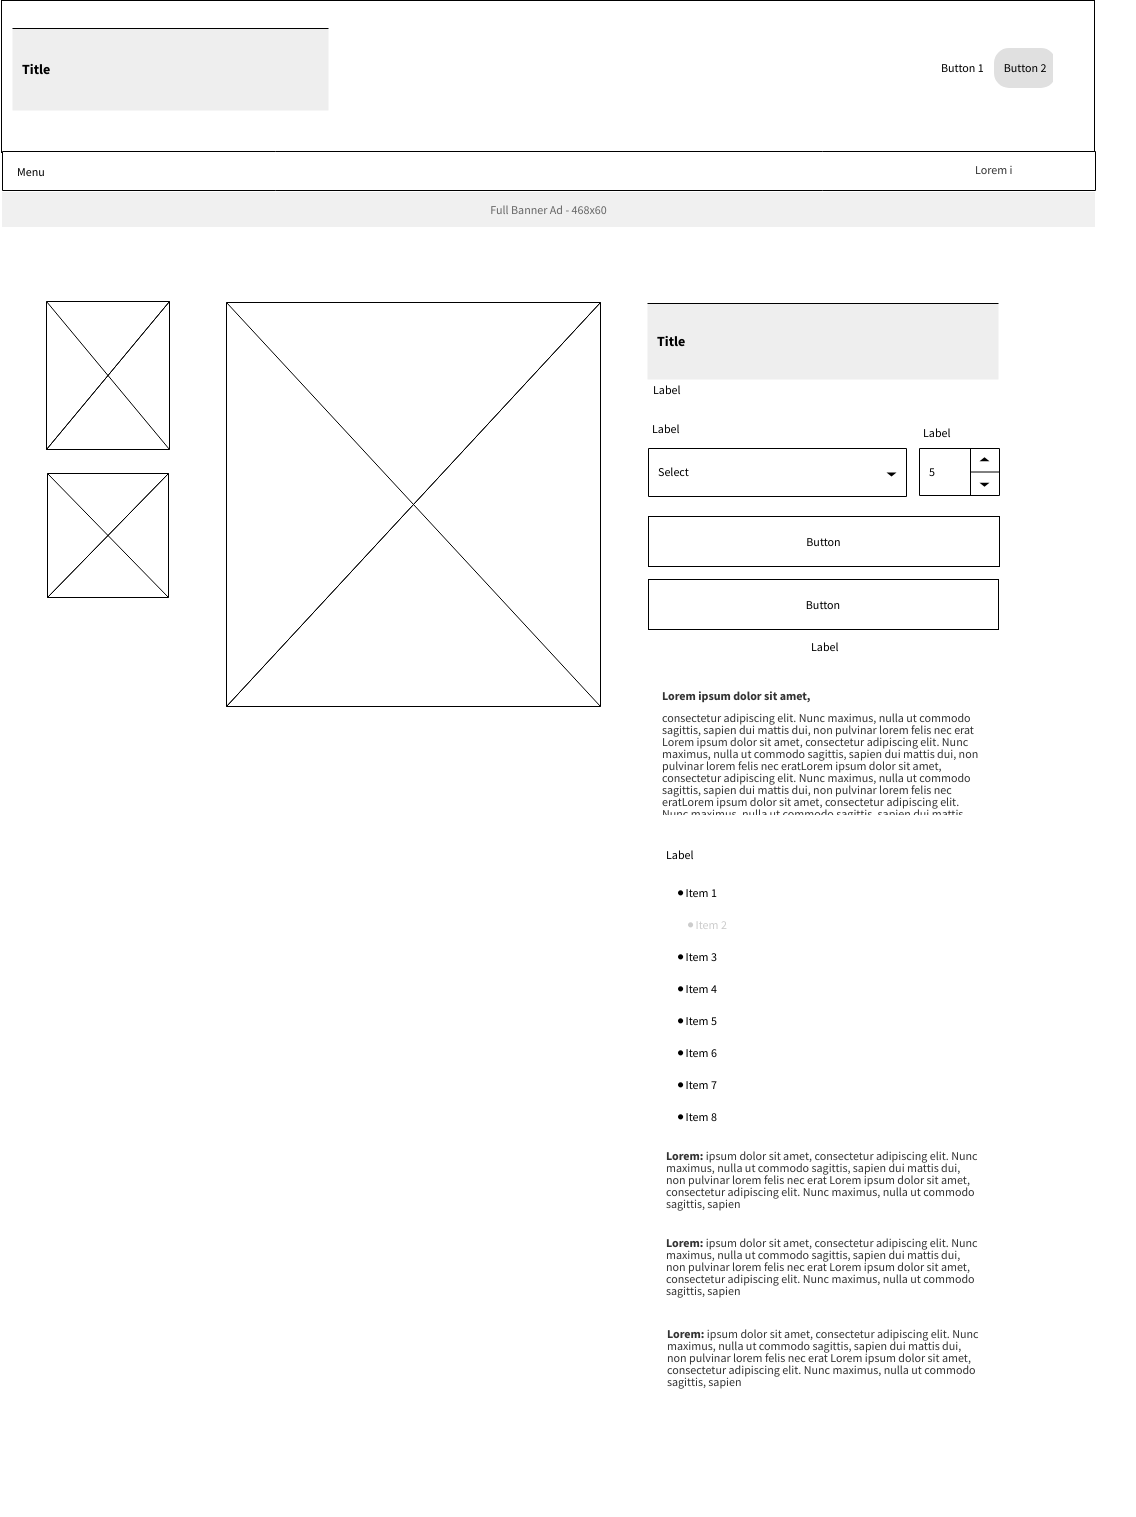 Title
Button 1
Button 2
Menu
Lorem i
Full Banner Ad - 468x60
Title
Label
Label
Label
Select
5
Button
Button
Label
Lorem ipsum dolor sit amet,
consectetur adipiscing elit. Nunc maximus, nulla ut commodo
sagittis, sapien dui mattis dui, non pulvinar lorem felis nec erat
Lorem ipsum dolor sit amet, consectetur adipiscing elit. Nunc
maximus, nulla ut commodo sagittis, sapien dui mattis dui, non
pulvinar lorem felis nec eratLorem ipsum dolor sit amet,
consectetur adipiscing elit. Nunc maximus, nulla ut commodo
sagittis, sapien dui mattis dui, non pulvinar lorem felis nec
eratLorem ipsum dolor sit amet, consectetur adipiscing elit.
Nunc maximus, nulla ut commodo sagittis, sapien dui mattis
Label
Item 1
Item 2
Item 3
Item 4
Item 5
Item 6
Item 7
Item 8
Lorem: ipsum dolor sit amet, consectetur adipiscing elit. Nunc
maximus, nulla ut commodo sagittis, sapien dui mattis dui,
non pulvinar lorem felis nec erat Lorem ipsum dolor sit amet,
consectetur adipiscing elit. Nunc maximus, nulla ut commodo
sagittis, sapien
Lorem: ipsum dolor sit amet, consectetur adipiscing elit. Nunc
maximus, nulla ut commodo sagittis, sapien dui mattis dui,
non pulvinar lorem felis nec erat Lorem ipsum dolor sit amet,
consectetur adipiscing elit. Nunc maximus, nulla ut commodo
sagittis, sapien
Lorem: ipsum dolor sit amet, consectetur adipiscing elit. Nunc
maximus, nulla ut commodo sagittis, sapien dui mattis dui,
non pulvinar lorem felis nec erat Lorem ipsum dolor sit amet,
consectetur adipiscing elit. Nunc maximus, nulla ut commodo
sagittis, sapien